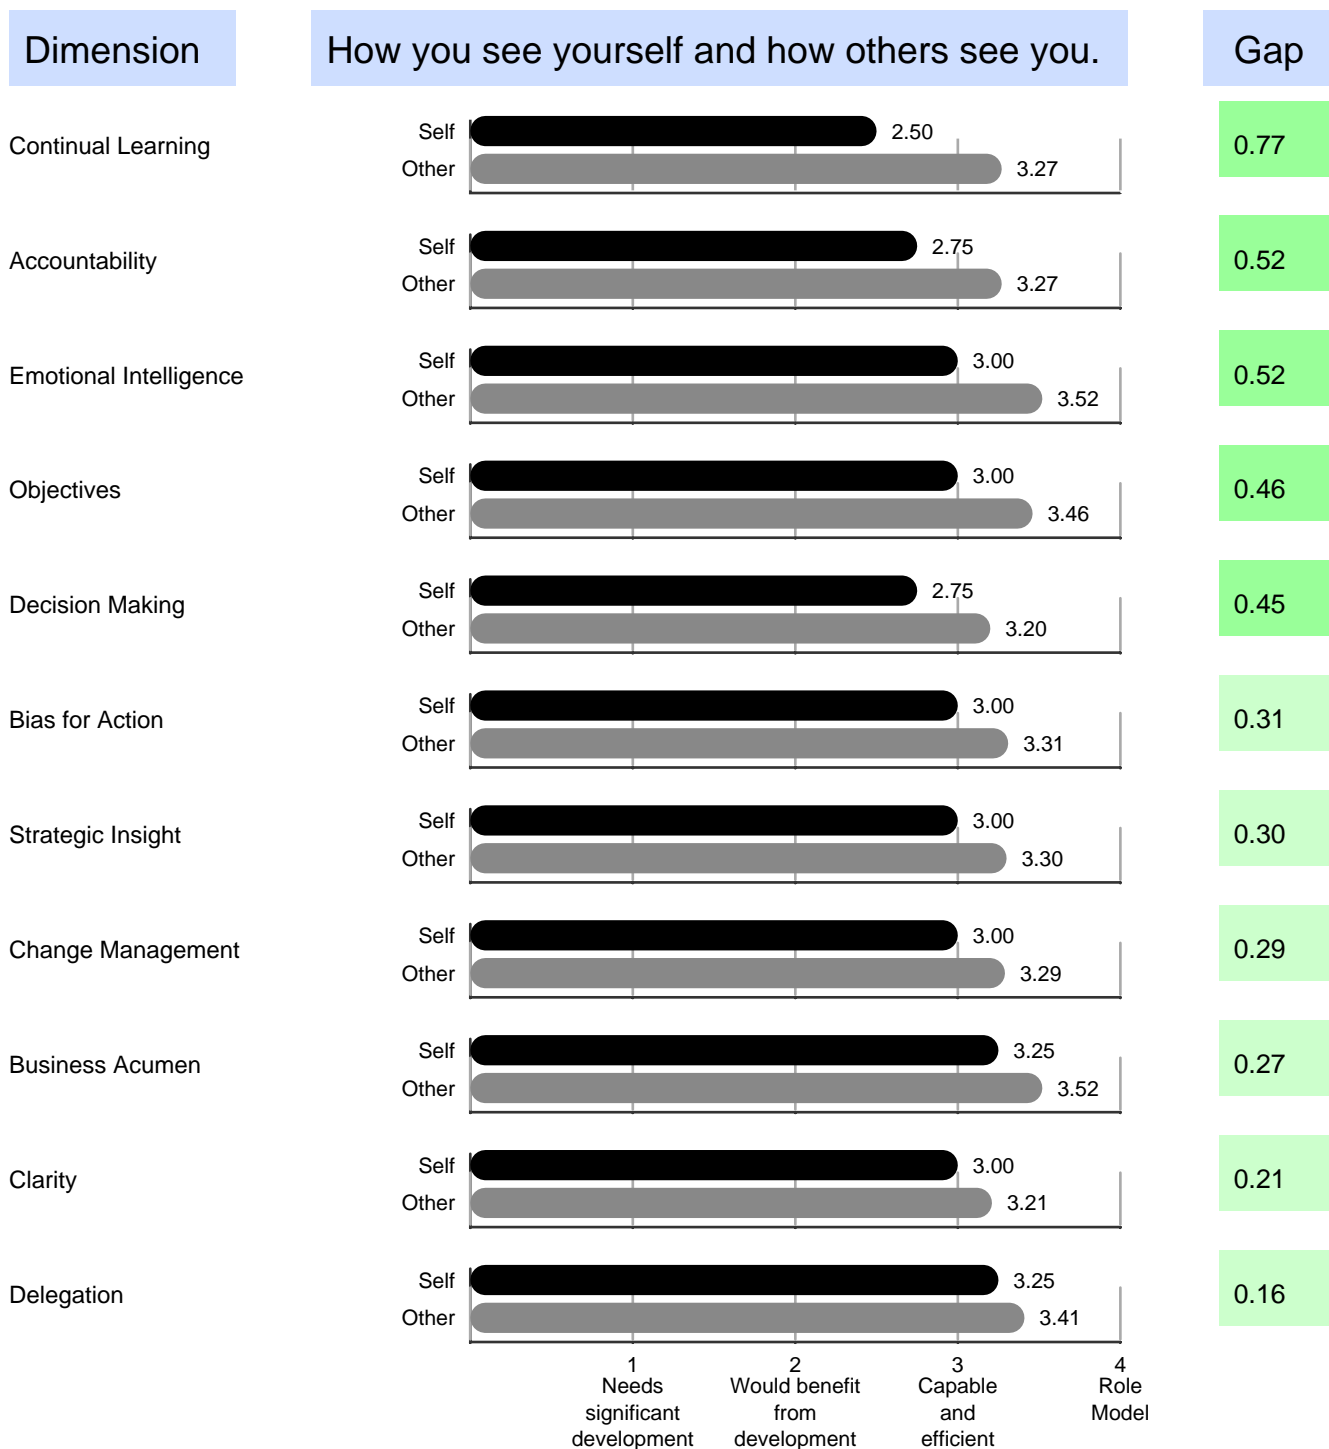 Dimension How you see yourself and how others see you. Gap
Continual Learning
Self 2.50
Other 3.27
0.77
Accountability
Self 2.75
Other 3.27
0.52
Emotional Intelligence
Self 3.00
Other 3.52
0.52
Objectives
Self 3.00
Other 3.46
0.46
Decision Making
Self 2.75
Other 3.20
0.45
Bias for Action
Self 3.00
Other 3.31
0.31
Strategic Insight
Self 3.00
Other 3.30
0.30
Change Management
Self 3.00
Other 3.29
0.29
Business Acumen
Self 3.25
Other 3.52
0.27
Clarity
Self 3.00
Other 3.21
0.21
Delegation
Self 3.25
Other 3.41
0.16
1 2 3 4
Needs Would benefit Capable Role
significant from and Model
development development efficient